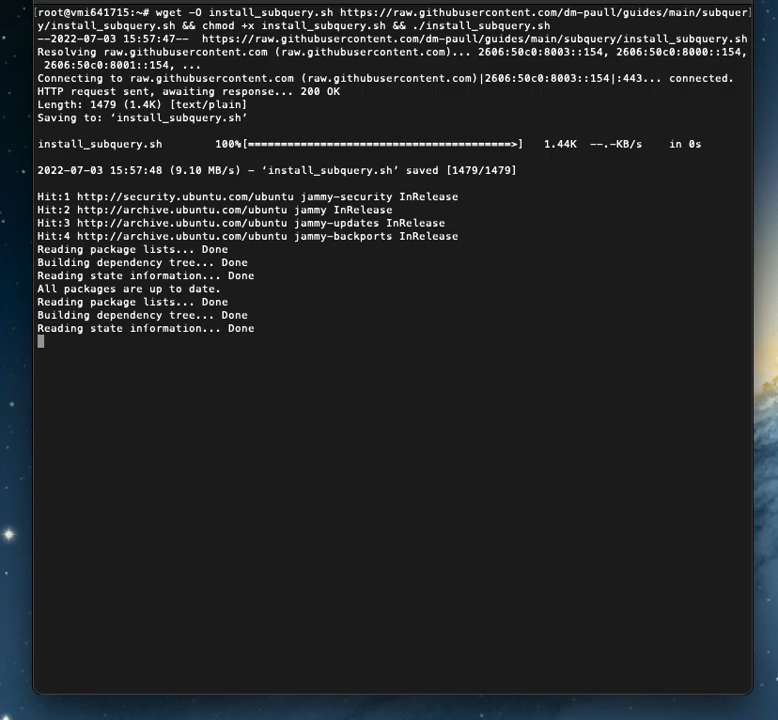 [root@vmi641715:~# wget -O install_subquery.sh https://raw.githubusercontent.com/dm-paull/guides/main/subquer]
y/install_subquery.sh && chmod +x install_subquery.sh && ./install_subquery.sh
--2022-07-03 15:57:47--  https://raw.githubusercontent.com/dm-paull/guides/main/subquery/install_subquery.sh
Resolving raw.githubusercontent.com (raw.githubusercontent.com)... 2606:50c0:8003::154, 2606:50c0:8000::154,
 2606:50c0:8001::154, ...
Connecting to raw.githubusercontent.com (raw.githubusercontent.com)|2606:50c0:8003::154|:443... connected.
HTTP request sent, awaiting response... 200 OK
Length: 1479 (1.4K) [text/plain]
Saving to: ‘install_subquery.sh’
install_subquery.sh        100%[========================================>]   1.44K  --.-KB/s    in 0s
2022-07-03 15:57:48 (9.10 MB/s) – ‘install_subquery.sh’ saved [1479/1479]
Hit:1 http://security.ubuntu.com/ubuntu jammy-security InRelease
Hit:2 http://archive.ubuntu.com/ubuntu jammy InRelease
Hit:3 http://archive.ubuntu.com/ubuntu jammy-updates InRelease
Hit:4 http://archive.ubuntu.com/ubuntu jammy-backports InRelease
Reading package lists... Done
Building dependency tree... Done
Reading state information... Done
All packages are up to date.
Reading package lists... Done
Building dependency tree... Done
Reading state information... Done